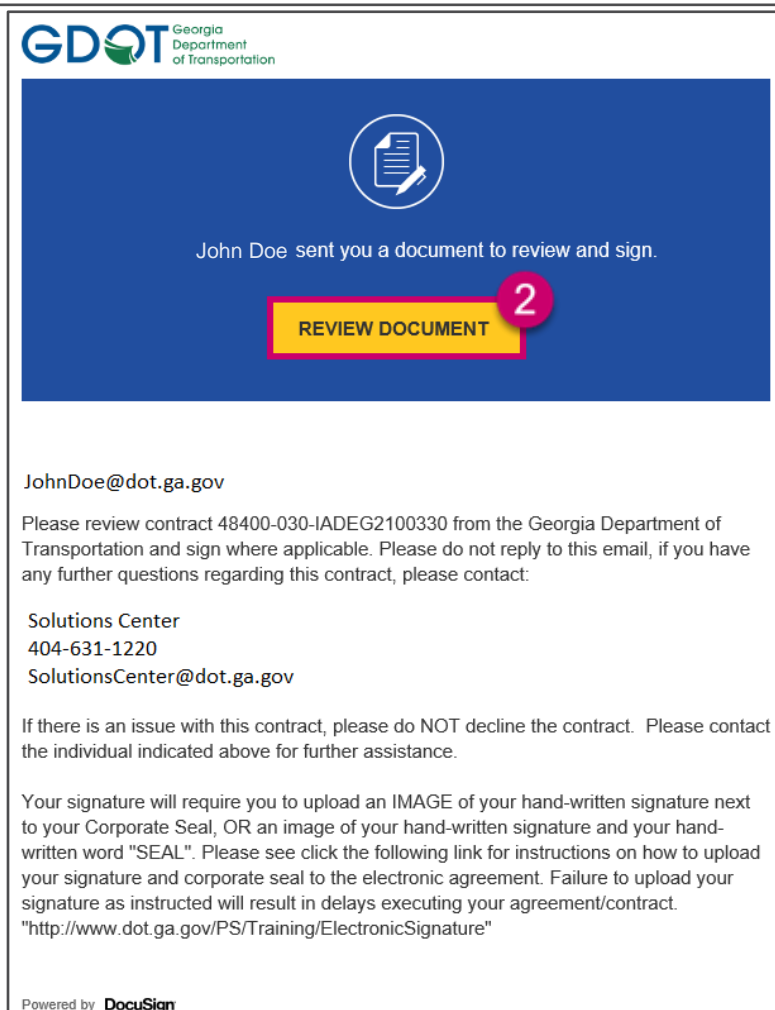 GDOT Georgia
Department
of Transportation
John Doe sent you a document to review and sign.
2
REVIEW DOCUMENT
JohnDoe@dot.ga.gov
Please review contract 48400-030-IADEG2100330 from the Georgia Department of
Transportation and sign where applicable. Please do not reply to this email, if you have
any further questions regarding this contract, please contact:
Solutions Center
404-631-1220
SolutionsCenter@dot.ga.gov
If there is an issue with this contract, please do NOT decline the contract.  Please contact
the individual indicated above for further assistance.
Your signature will require you to upload an IMAGE of your hand-written signature next
to your Corporate Seal, OR an image of your hand-written signature and your hand-
written word "SEAL". Please see click the following link for instructions on how to upload
your signature and corporate seal to the electronic agreement. Failure to upload your
signature as instructed will result in delays executing your agreement/contract.
"http://www.dot.ga.gov/PS/Training/ElectronicSignature"
Powered by DocuSign